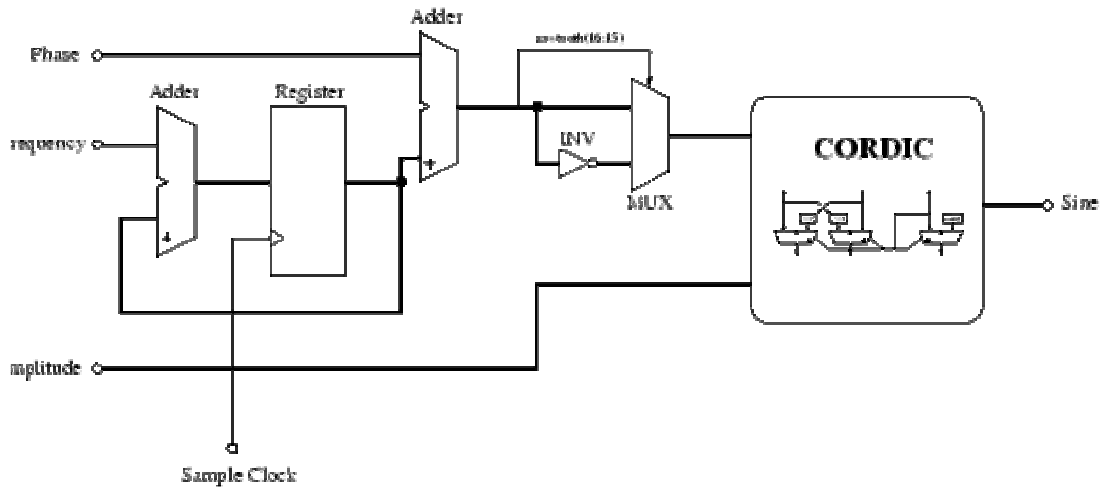 Adder
Phase
Adder
Register
requency
INV
MUX
CORDIC
Sine
mplitude
Sample Clock